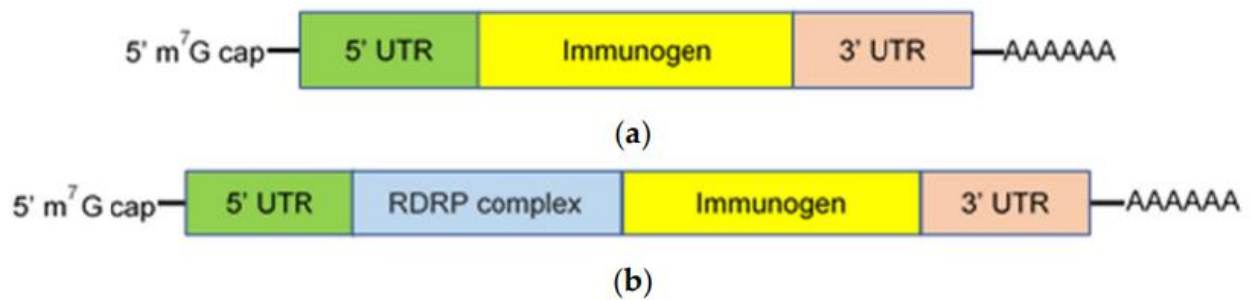 5' m⁷G cap 5' UTR Immunogen 3' UTR AAAAAA
(a)
5' m⁷G cap 5' UTR RDRP complex Immunogen 3' UTR AAAAAA
(b)